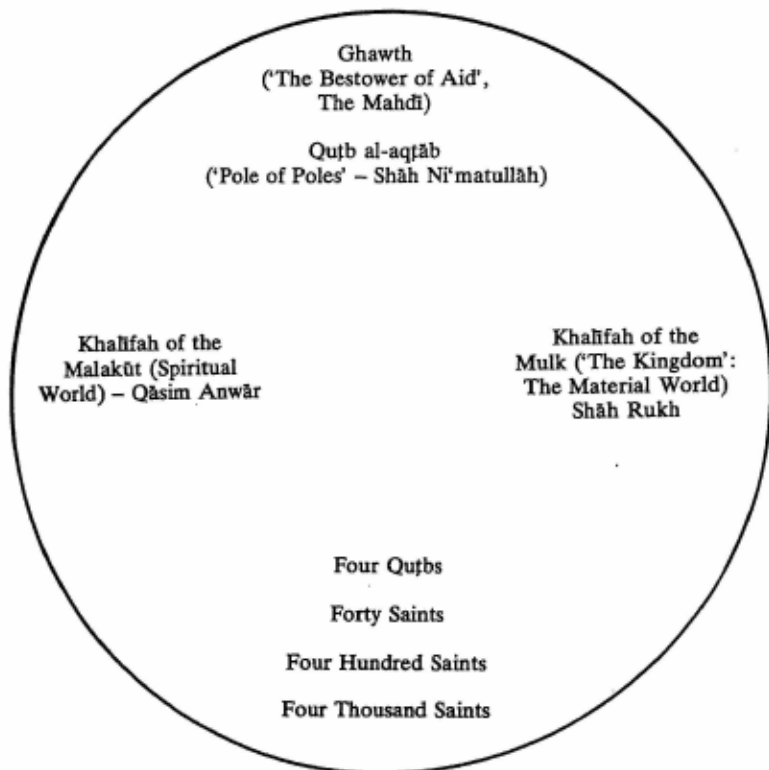 Ghawth
('The Bestower of Aid',
The Mahdī)
Quṭb al-aqṭāb
('Pole of Poles' – Shāh Ni'matullāh)
Khalīfah of the
Malakūt (Spiritual
World) – Qāsim Anwār
Khalīfah of the
Mulk ('The Kingdom':
The Material World)
Shāh Rukh
Four Quṭbs
Forty Saints
Four Hundred Saints
Four Thousand Saints